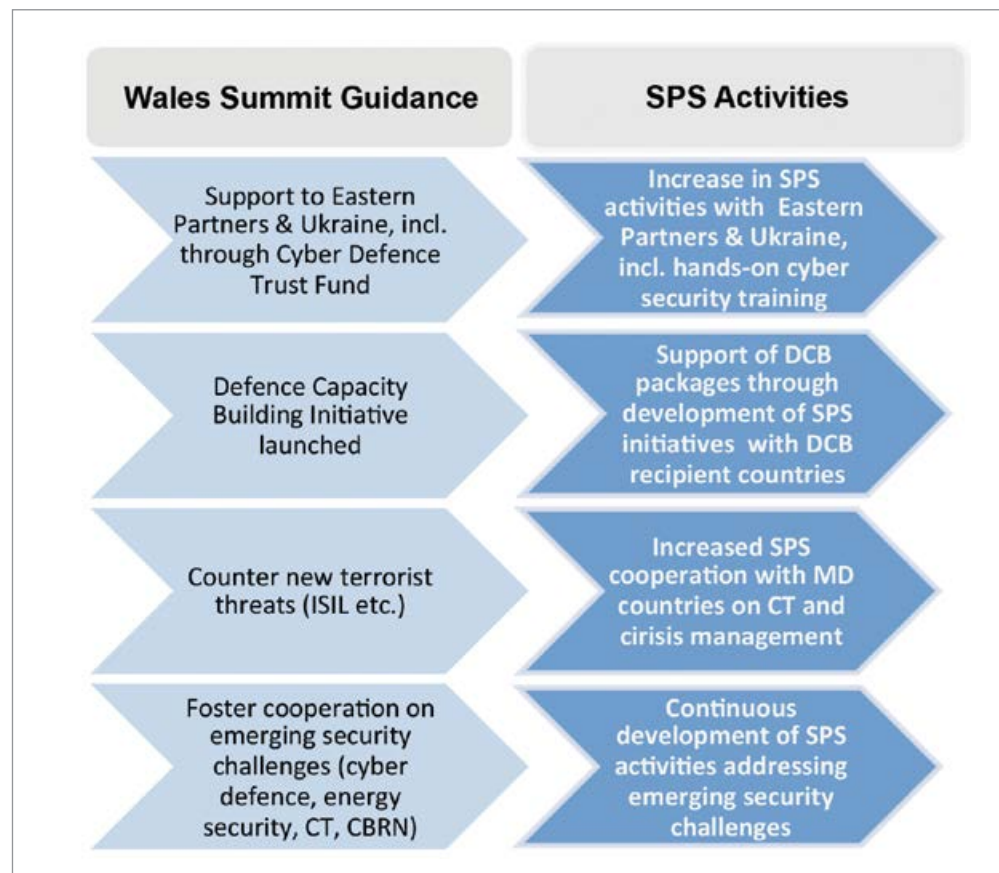 Wales Summit Guidance
SPS Activities
Support to Eastern
Partners & Ukraine, incl.
through Cyber Defence
Trust Fund
Increase in SPS
activities with Eastern
Partners & Ukraine,
incl. hands-on cyber
security training
Defence Capacity
Building Initiative
launched
Support of DCB
packages through
development of SPS
initiatives with DCB
recipient countries
Counter new terrorist
threats (ISIL etc.)
Increased SPS
cooperation with MD
countries on CT and
cirisis management
Foster cooperation on
emerging security
challenges (cyber
defence, energy
security, CT, CBRN)
Continuous
development of SPS
activities addressing
emerging security
challenges